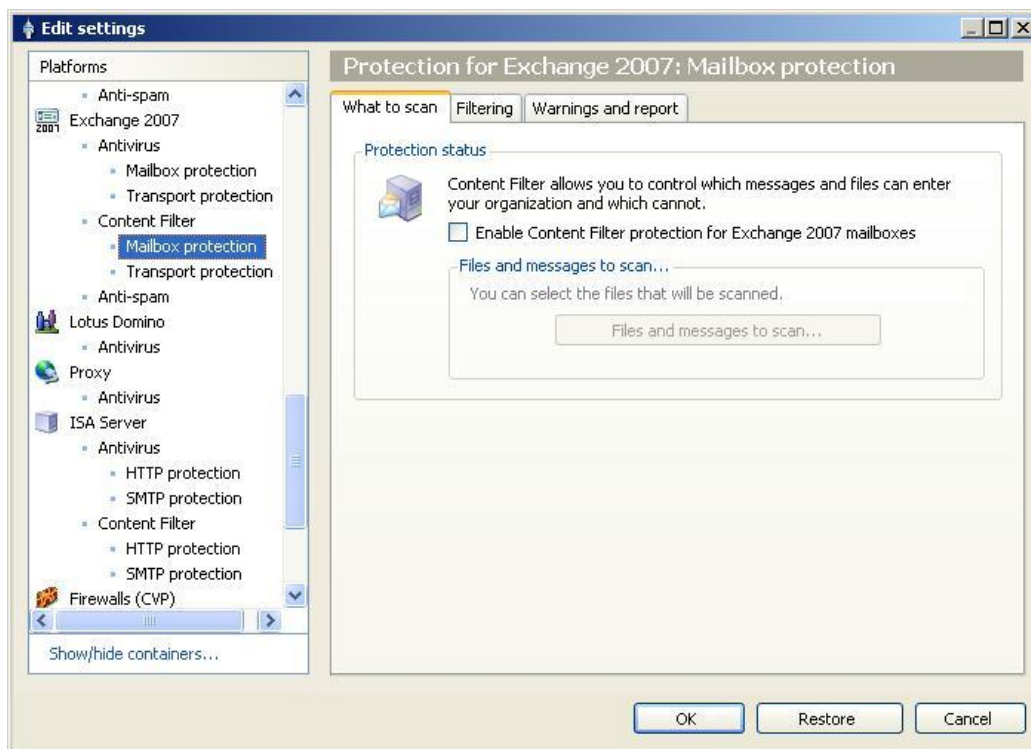 Edit settings
Platforms
Anti-spam
2007
Exchange 2007
Antivirus
Mailbox protection
Transport protection
Content Filter
Mailbox protection
Transport protection
Anti-spam
Lotus Domino
Antivirus
Proxy
Antivirus
ISA Server
Antivirus
HTTP protection
SMTP protection
Content Filter
HTTP protection
SMTP protection
Firewalls (CVP)
Show/hide containers...
Protection for Exchange 2007: Mailbox protection
What to scan
Filtering
Warnings and report
Protection status
Content Filter allows you to control which messages and files can enter
your organization and which cannot.
Enable Content Filter protection for Exchange 2007 mailboxes
Files and messages to scan...
You can select the files that will be scanned.
Files and messages to scan...
OK
Restore
Cancel